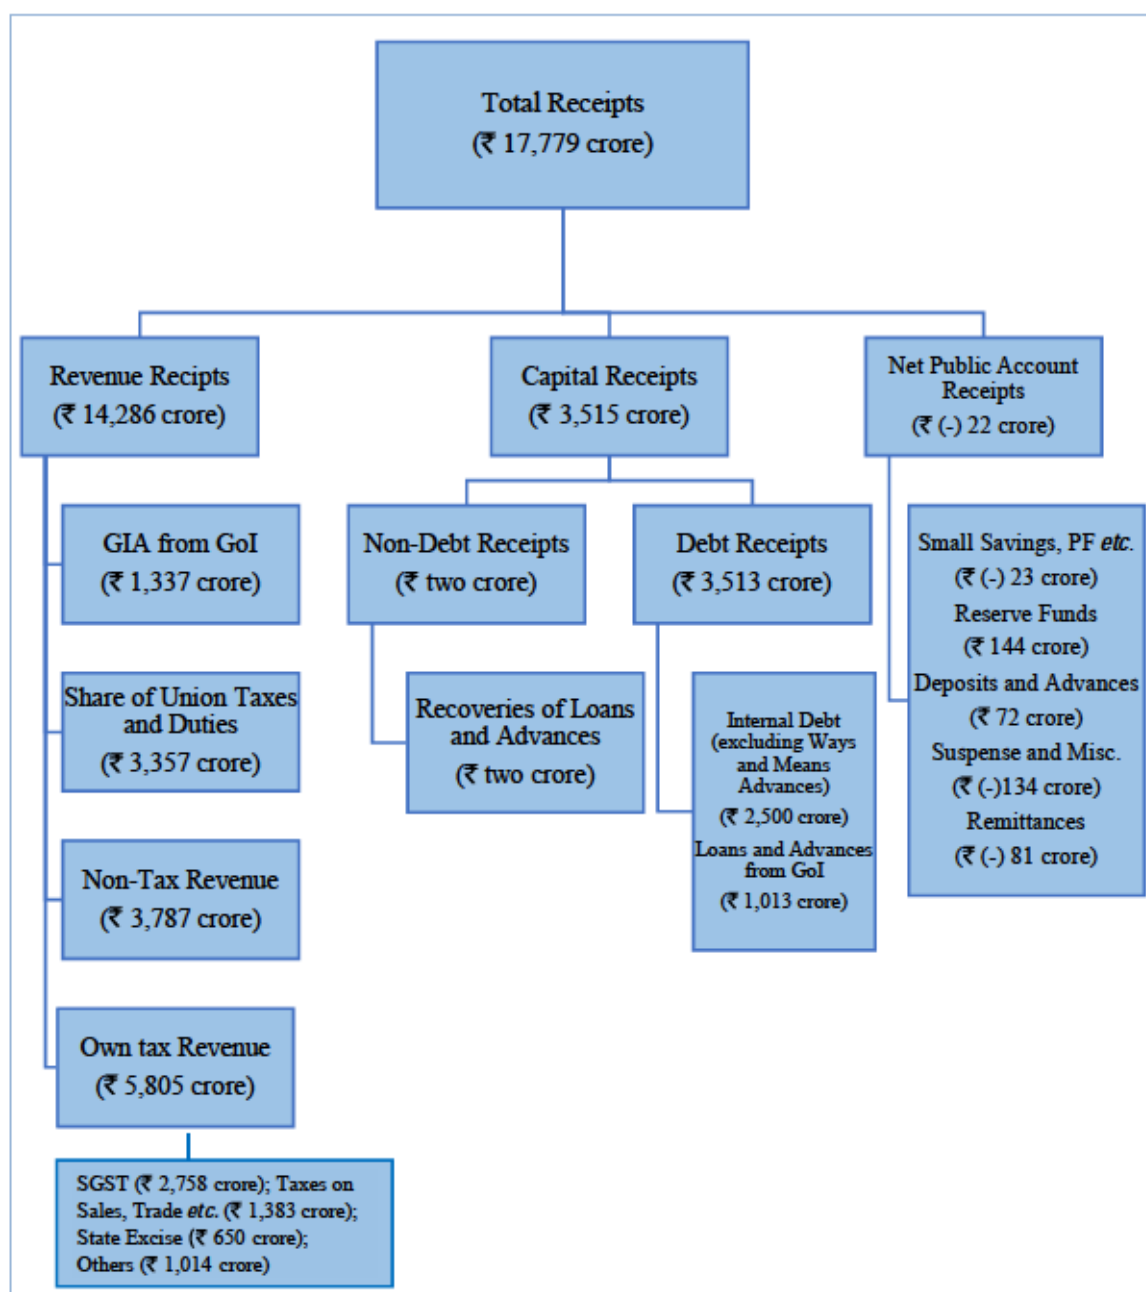 Total Receipts
(₹ 17,779 crore)
Revenue Recipts
(₹ 14,286 crore)
Capital Receipts
(₹ 3,515 crore)
Net Public Account
Receipts
(₹ (-) 22 crore)
GIA from GoI
(₹ 1,337 crore)
Share of Union Taxes
and Duties
(₹ 3,357 crore)
Non-Tax Revenue
(₹ 3,787 crore)
Own tax Revenue
(₹ 5,805 crore)
SGST (₹ 2,758 crore); Taxes on
Sales, Trade etc. (₹ 1,383 crore);
State Excise (₹ 650 crore);
Others (₹ 1,014 crore)
Non-Debt Receipts
(₹ two crore)
Recoveries of Loans
and Advances
(₹ two crore)
Debt Receipts
(₹ 3,513 crore)
Internal Debt
(excluding Ways
and Means
Advances)
(₹ 2,500 crore)
Loans and Advances
from GoI
(₹ 1,013 crore)
Small Savings, PF etc.
(₹ (-) 23 crore)
Reserve Funds
(₹ 144 crore)
Deposits and Advances
(₹ 72 crore)
Suspense and Misc.
(₹ (-)134 crore)
Remittances
(₹ (-) 81 crore)